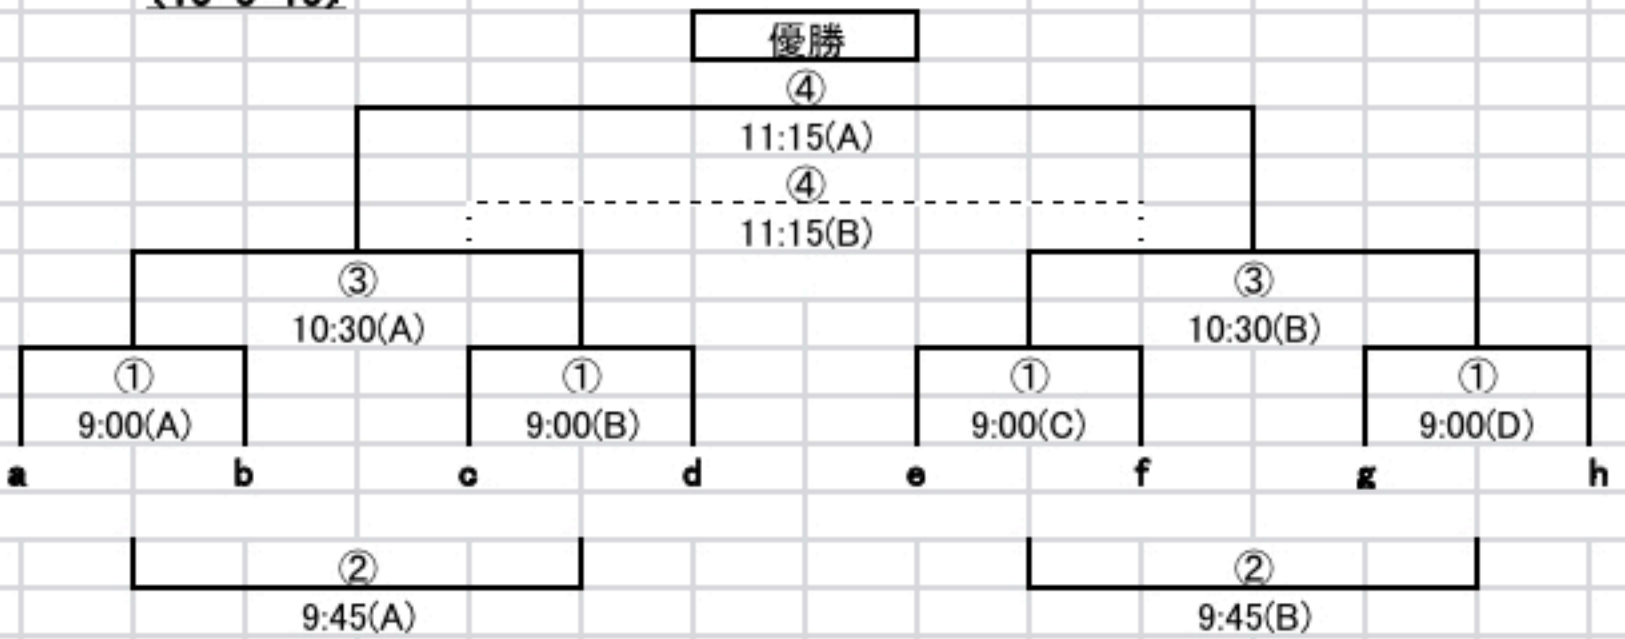 優勝
④
11:15(A)
④
11:15(B)
③ ③
10:30(A) 10:30(B)
① ① ① ①
9:00(A) 9:00(B) 9:00(C) 9:00(D)
a b c d e f g h
② ②
9:45(A) 9:45(B)